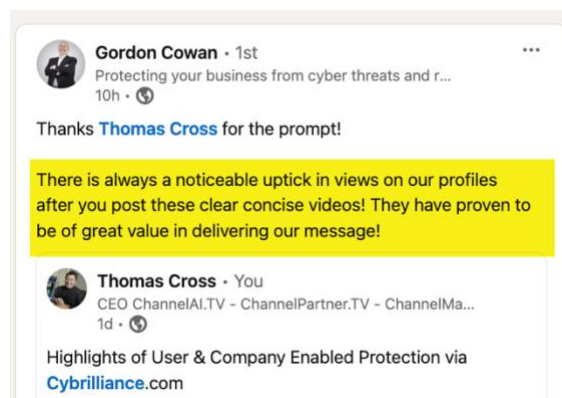 Gordon Cowan • 1st
Protecting your business from cyber threats and r...
10h •
Thanks Thomas Cross for the prompt!
There is always a noticeable uptick in views on our profiles
after you post these clear concise videos! They have proven to
be of great value in delivering our message!
Thomas Cross • You
CEO ChannelAI.TV - ChannelPartner.TV - ChannelMa...
1d •
Highlights of User & Company Enabled Protection via
Cybrilliance.com